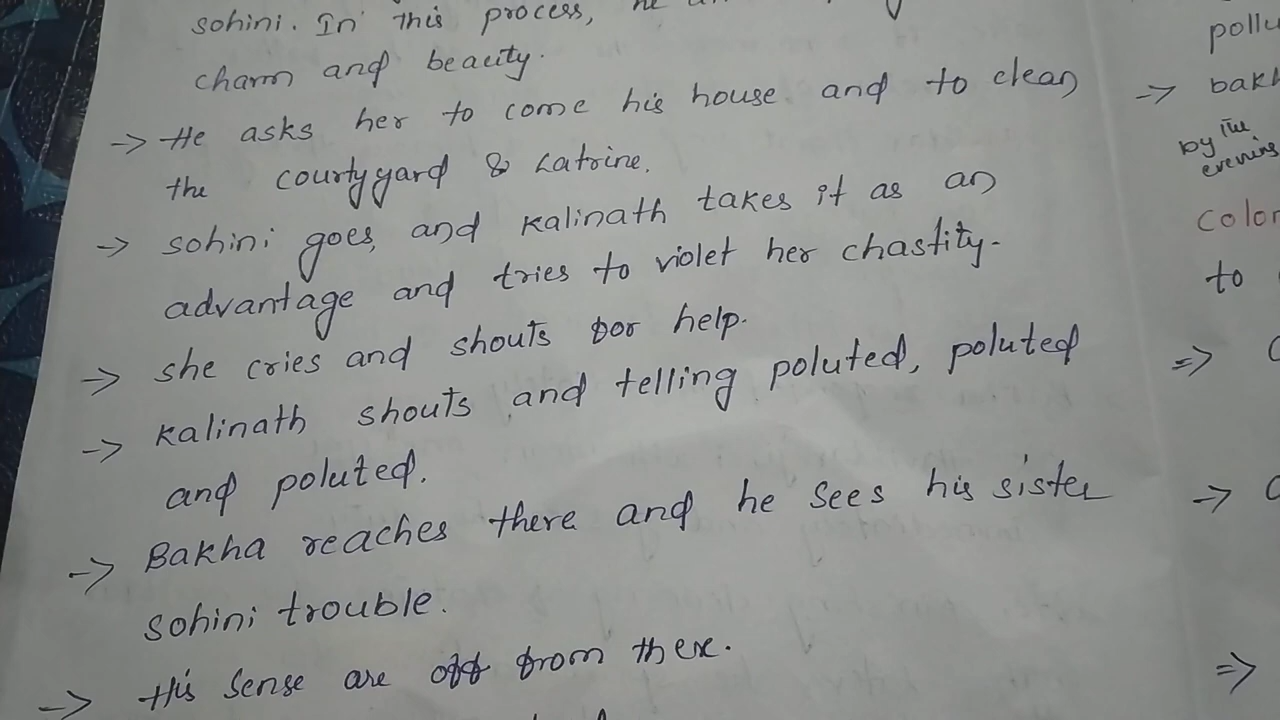 sohini. In this process, he
charm and beauty.
-> He asks her to come his house and to clean
the courtyyard & Latrine.
-> sohini goes, and Kalinath takes it as an
advantage and tries to violet her chastity.
-> she cries and shouts for help.
-> Kalinath shouts and telling poluted, poluted
and poluted.
-> Bakha reaches there and he sees his sister
sohini trouble.
-> His sense are off from there.
pollu
-> bakh
by the
evening
color
to
=>
->
=>